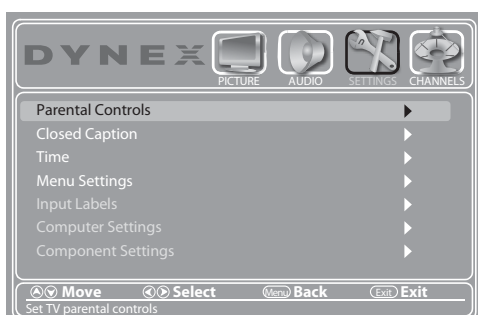 DYNEX
PICTURE AUDIO SETTINGS CHANNELS
Parental Controls
Closed Caption
Time
Menu Settings
Input Labels
Computer Settings
Component Settings
Move Select Menu Back Exit Exit
Set TV parental controls